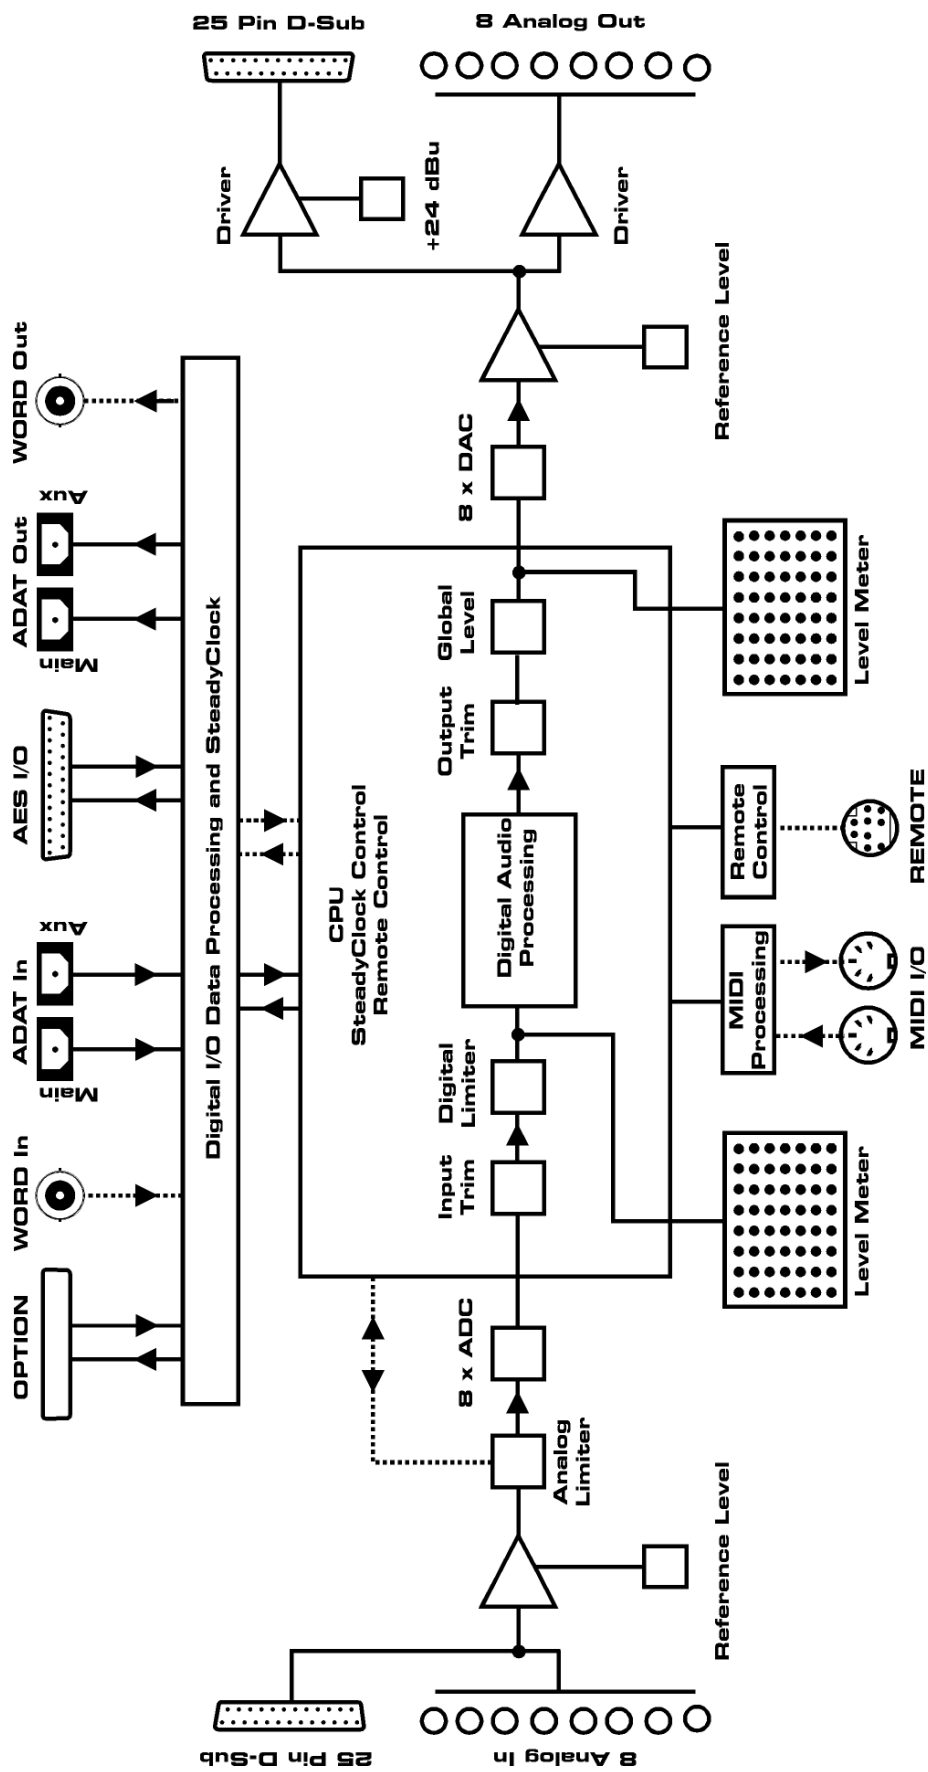 25 Pin D-Sub
8 Analog Out
Driver
+24 dBu
Driver
Reference Level
8 x DAC
WORD Out
Aux
ADAT Out
Main
AES I/O
Aux
ADAT In
Main
WORD In
OPTION
Digital I/O Data Processing and SteadyClock
CPU
SteadyClock Control
Remote Control
Global
Level
Output
Trim
Digital Audio
Processing
Digital
Limiter
Input
Trim
Level Meter
Remote
Control
REMOTE
MIDI
Processing
MIDI I/O
Level Meter
8 x ADC
Analog
Limiter
Reference Level
25 Pin D-Sub
8 Analog In